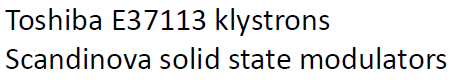 Toshiba E37113 klystrons
Scandinova solid state modulators